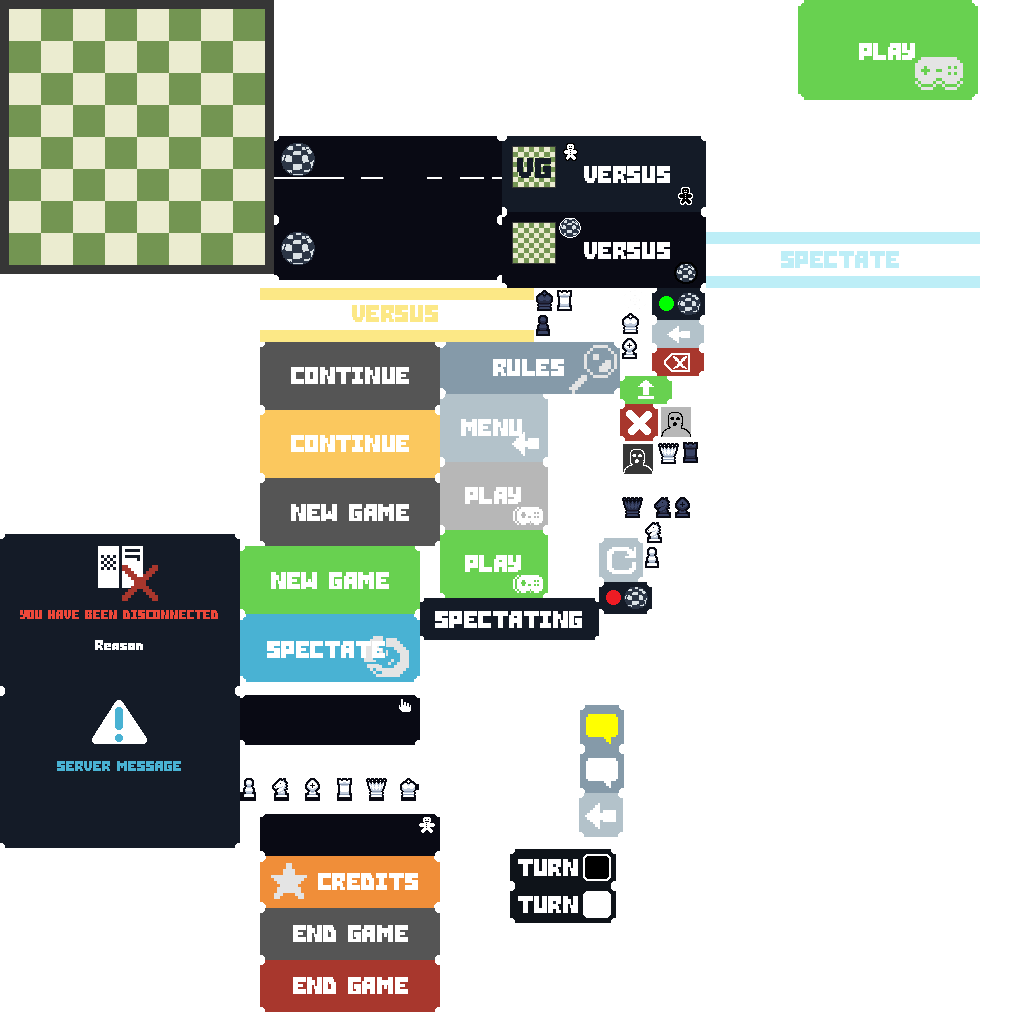 PLAY
VG VERSUS
VERSUS
SPECTATE
VERSUS
CONTINUE
RULES
CONTINUE
MENU
NEW GAME
PLAY
NEW GAME
PLAY
SPECTATING
SPECTATE
YOU HAVE BEEN DISCONNECTED
Reason
SERVER MESSAGE
CREDITS
TURN
TURN
END GAME
END GAME